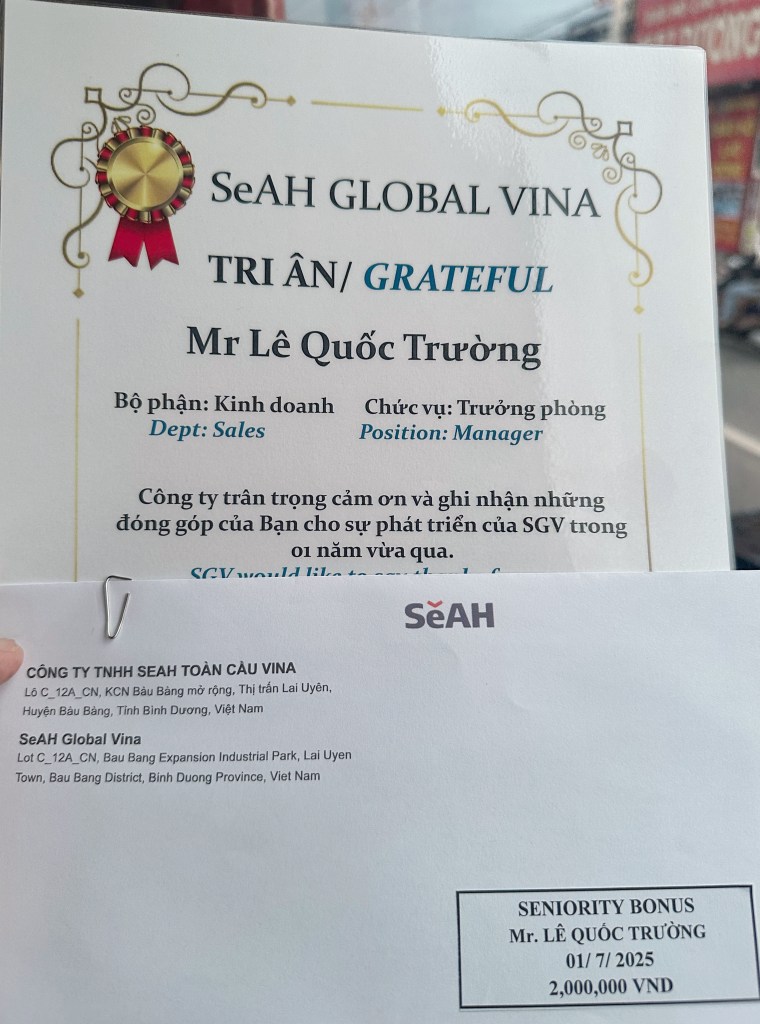 SeAH GLOBAL VINA
TRI ÂN/ GRATEFUL
Mr Lê Quốc Trường
Bộ phận: Kinh doanh Chức vụ: Trưởng phòng
Dept: Sales Position: Manager
Công ty trân trọng cảm ơn và ghi nhận những
đóng góp của Bạn cho sự phát triển của SGV trong
01 năm vừa qua.
SGV would like to say
SeAH
CÔNG TY TNHH SEAH TOÀN CẦU VINA
Lô C_12A_CN, KCN Bàu Bàng mở rộng, Thị trấn Lai Uyên,
Huyện Bàu Bàng, Tỉnh Bình Dương, Việt Nam
SeAH Global Vina
Lot C_12A_CN, Bau Bang Expansion Industrial Park, Lai Uyen
Town, Bau Bang District, Binh Duong Province, Viet Nam
SENIORITY BONUS
Mr. LÊ QUỐC TRƯỜNG
01/ 7/ 2025
2,000,000 VND